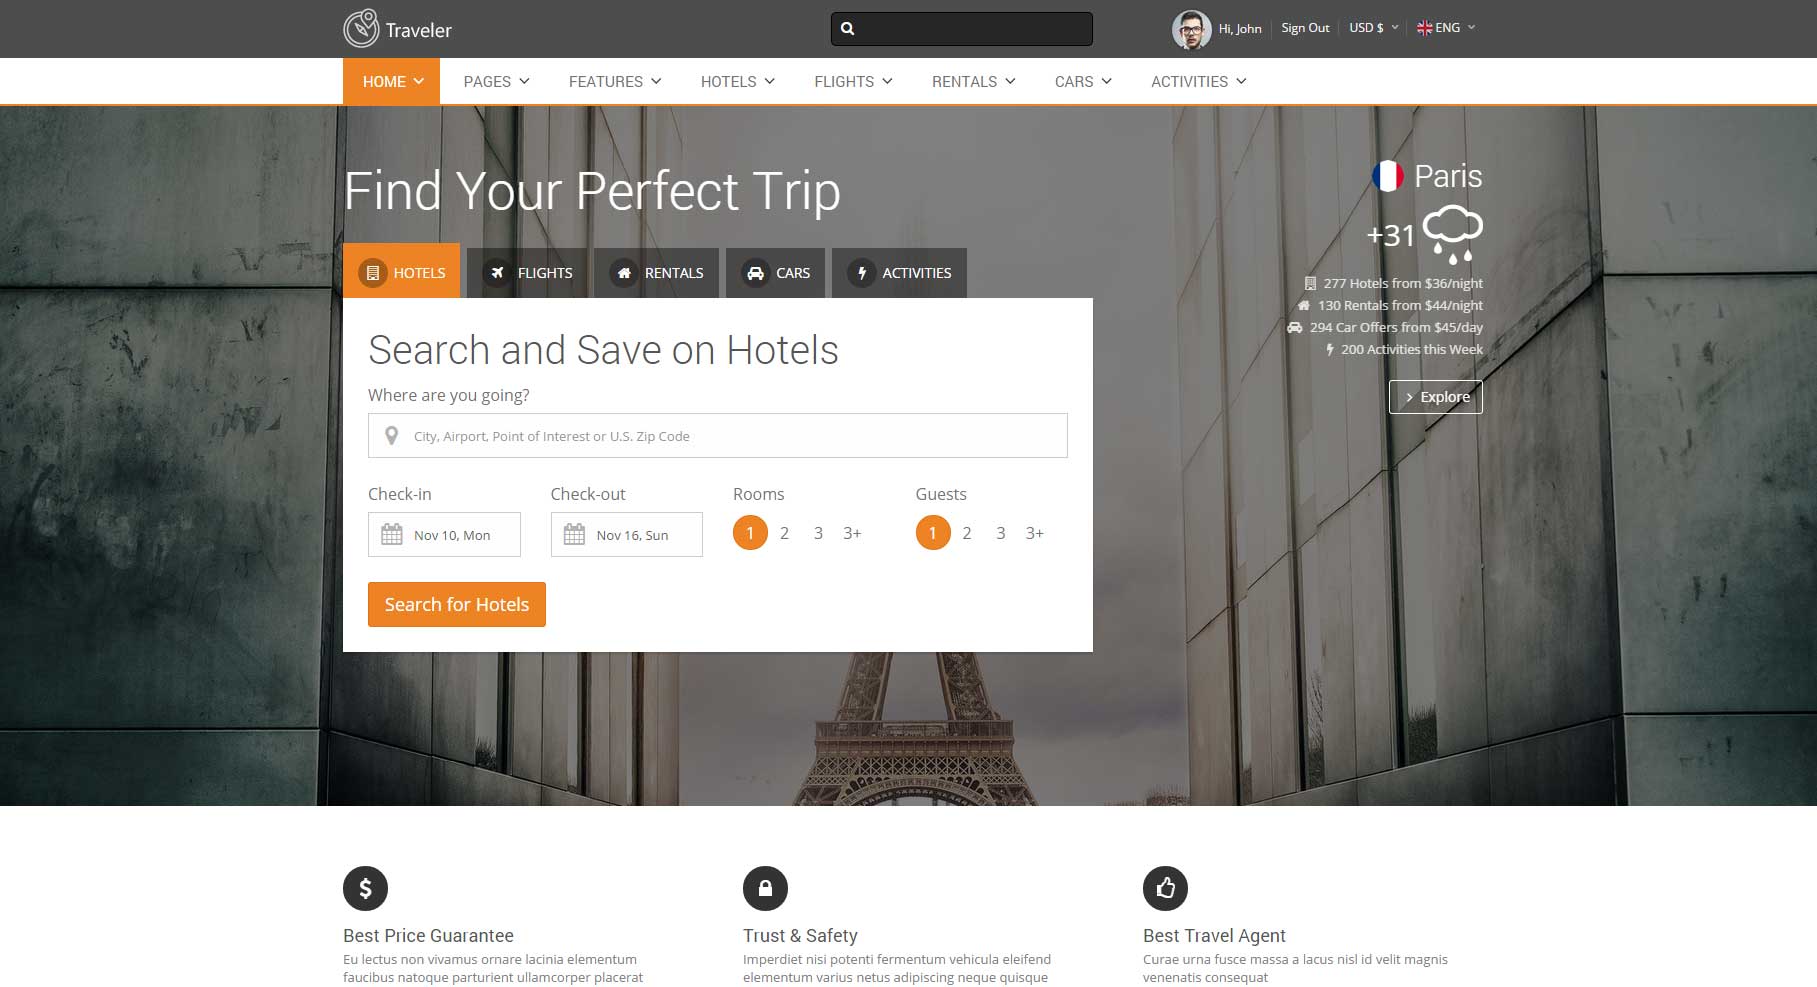 Traveler
Hi, John
Sign Out
USD $
ENG
HOME
PAGES
FEATURES
HOTELS
FLIGHTS
RENTALS
CARS
ACTIVITIES
Find Your Perfect Trip
Paris
+31
277 Hotels from $36/night
130 Rentals from $44/night
294 Car Offers from $45/day
200 Activities this Week
Explore
HOTELS
FLIGHTS
RENTALS
CARS
ACTIVITIES
Search and Save on Hotels
Where are you going?
City, Airport, Point of Interest or U.S. Zip Code
Check-in
Check-out
Rooms
Guests
Nov 10, Mon
Nov 16, Sun
1 2 3 3+
1 2 3 3+
Search for Hotels
$
Best Price Guarantee
Eu lectus non vivamus ornare lacinia elementum
faucibus natoque parturient ullamcorper placerat
Trust & Safety
Imperdiet nisi potenti fermentum vehicula eleifend
elementum varius netus adipiscing neque quisque
Best Travel Agent
Curae urna fusce massa a lacus nisl id velit magnis
venenatis consequat